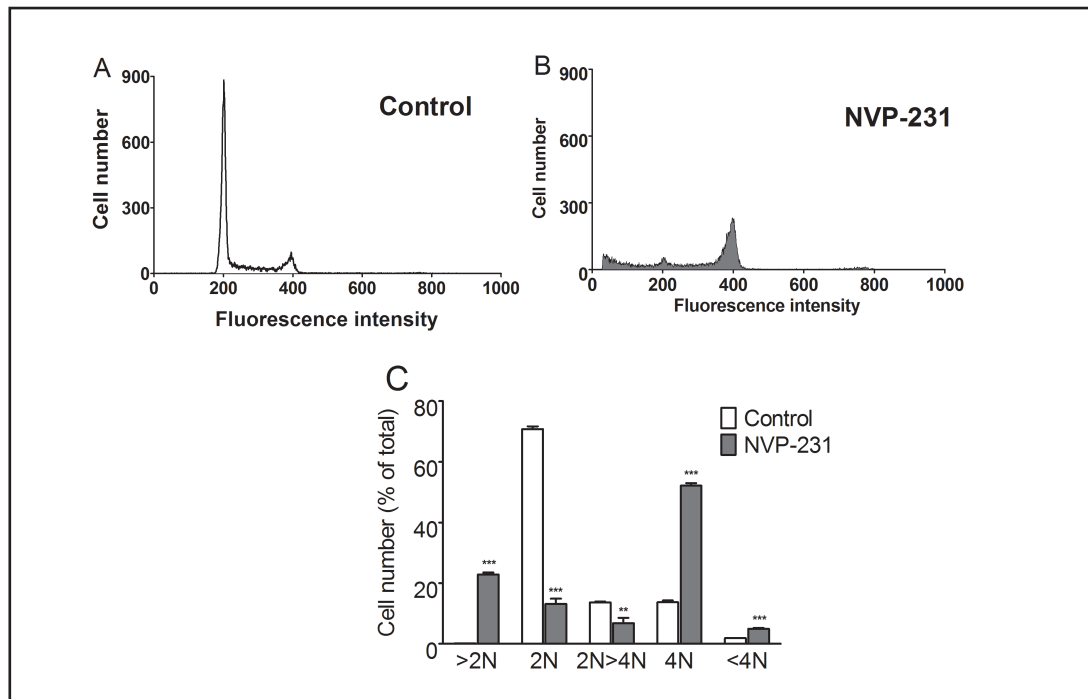 A
900
600
300
0
Cell number
Control
0 200 400 600 800 1000
Fluorescence intensity
B
900
600
300
0
Cell number
NVP-231
0 200 400 600 800 1000
Fluorescence intensity
C
80
60
40
20
0
Cell number (% of total)
Control
NVP-231
***
***
**
***
***
>2N 2N 2N>4N 4N <4N